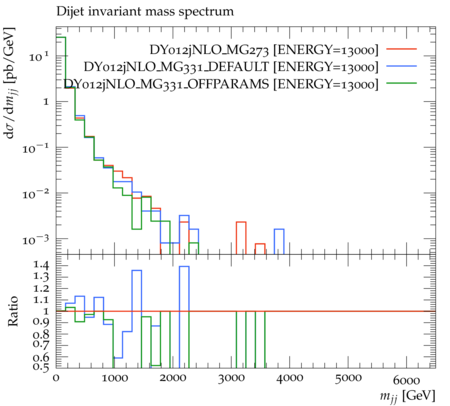 Dijet invariant mass spectrum
dσ/dm_jj [pb/GeV]
10^1
1
10^−1
10^−2
10^−3
DY012jNLO_MG273 [ENERGY=13000]
DY012jNLO_MG331_DEFAULT [ENERGY=13000]
DY012jNLO_MG331_OFFPARAMS [ENERGY=13000]
Ratio
1.4
1.3
1.2
1.1
1
0.9
0.8
0.7
0.6
0.5
0 1000 2000 3000 4000 5000 6000
m_jj [GeV]